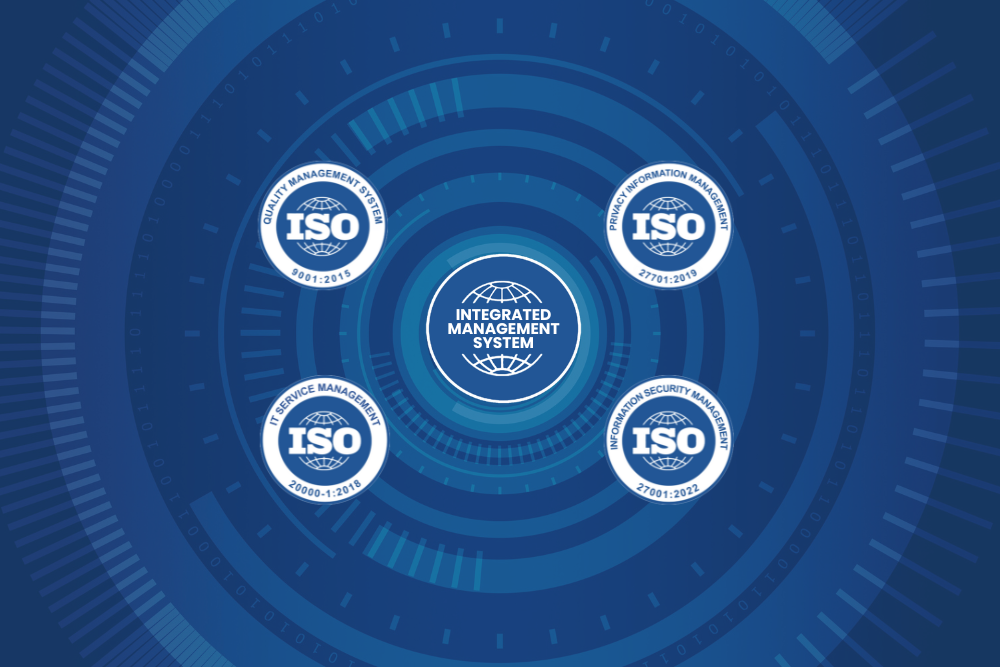 QUALITY MANAGEMENT SYSTEM
ISO
9001:2015
PRIVACY INFORMATION MANAGEMENT
ISO
27701:2019
INTEGRATED
MANAGEMENT
SYSTEM
IT SERVICE MANAGEMENT
ISO
20000-1:2018
INFORMATION SECURITY MANAGEMENT
ISO
27001:2022